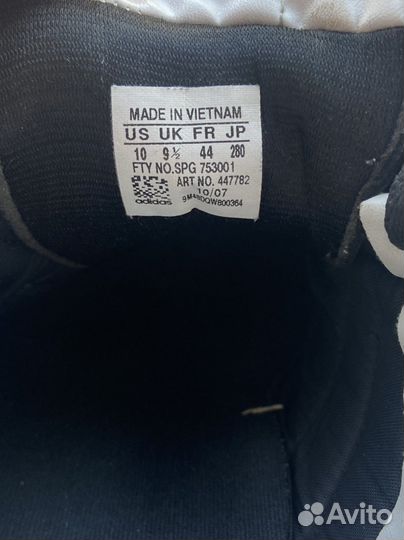 MADE IN VIETNAM
US UK FR JP
10 9½ 44 280
FTY NO.SPG 753001
ART NO. 447782
10/07
adidas
Avito